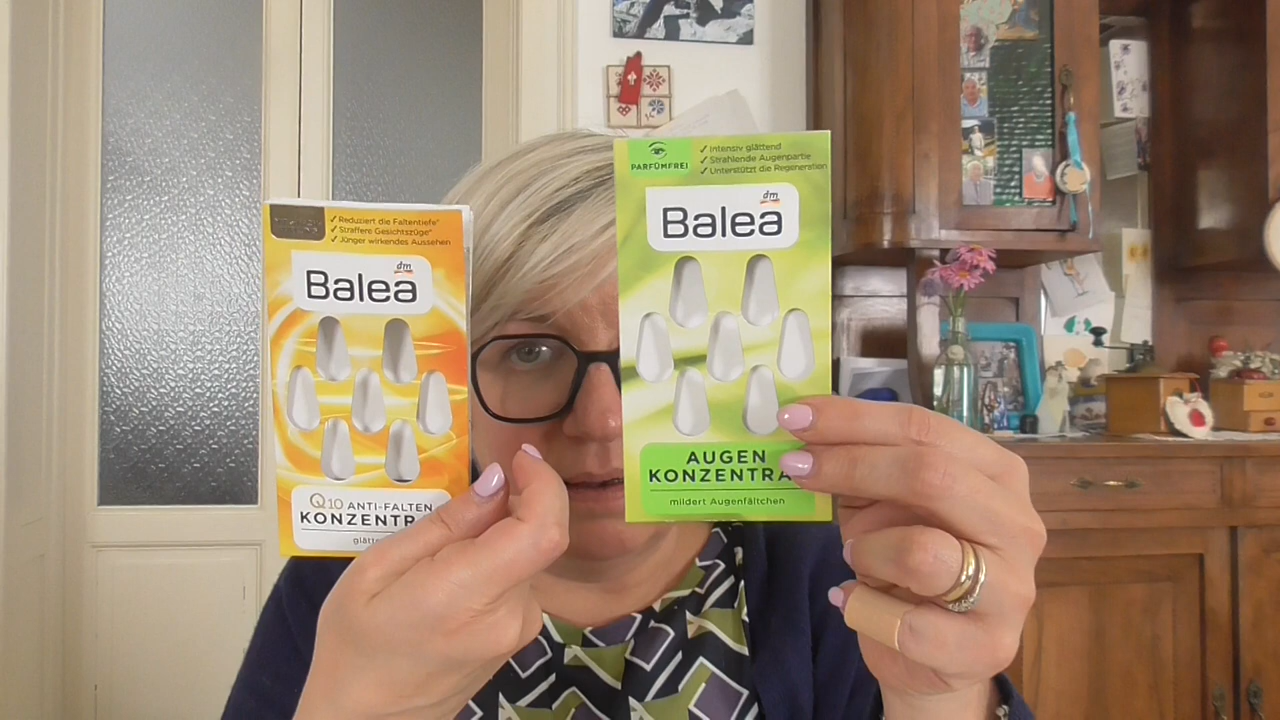 ✓ Reduziert die Faltentiefe*
✓ Straffere Gesichtszüge*
✓ Jünger wirkendes Aussehen
dm
Balea
Q10 ANTI-FALTEN
KONZENTR
glätt
PARFÜMFREI
✓ Intensiv glättend
✓ Strahlende Augenpartie
✓ Unterstützt die Regeneration
dm
Balea
AUGEN
KONZENTRA
mildert Augenfältchen